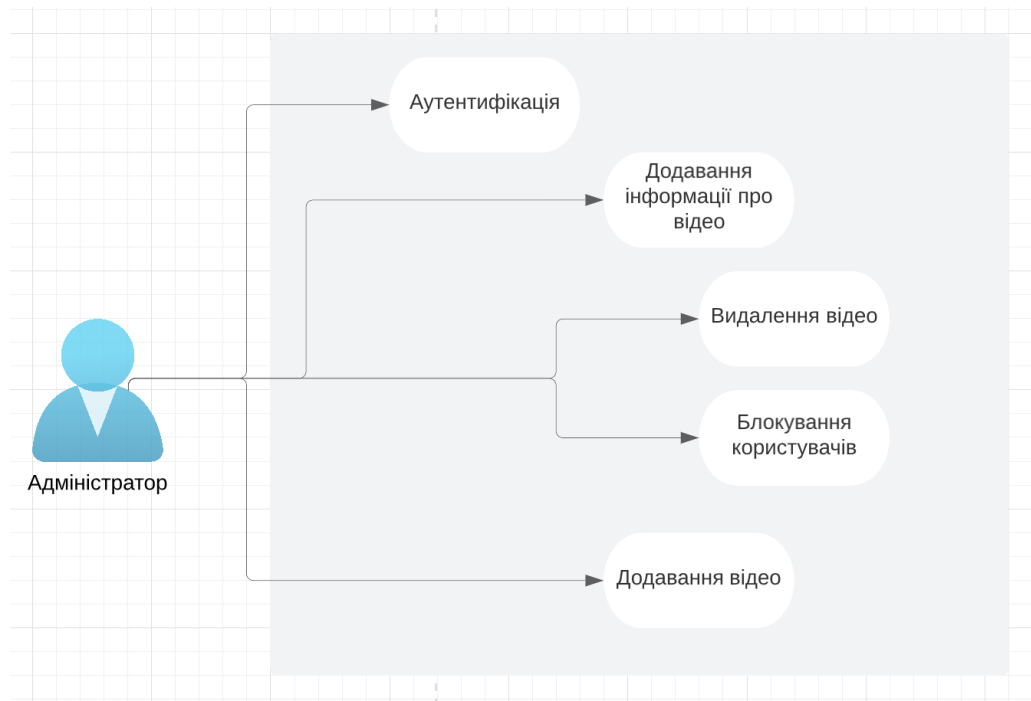 Аутентифікація
Додавання
інформації про
відео
Видалення відео
Блокування
користувачів
Адміністратор
Додавання відео